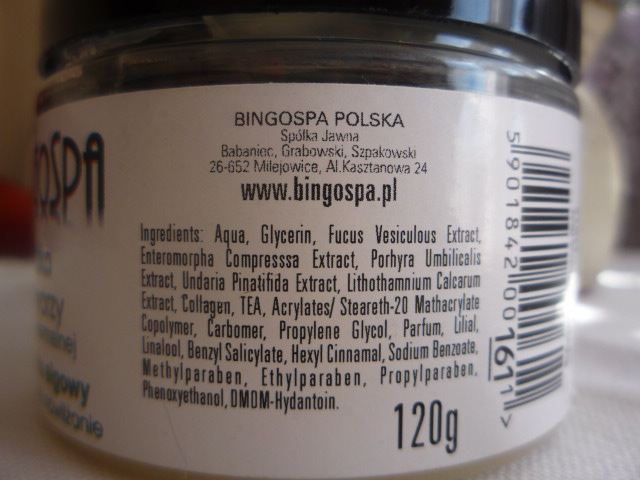 BINGOSPA POLSKA
Spółka Jawna
Babaniec, Grabowski, Szpakowski
26-652 Milejowice, Al.Kasztanowa 24
www.bingospa.pl
OSPA
Ingredients: Aqua, Glycerin, Fucus Vesiculous Extract,
Enteromorpha Compresssa Extract, Porhyra Umbilicalis
Extract, Undaria Pinatifida Extract, Lithothamnium Calcarum
Extract, Collagen, TEA, Acrylates/ Steareth-20 Mathacrylate
Copolymer, Carbomer, Propylene Glycol, Parfum, Lilial,
Linalool, Benzyl Salicylate, Hexyl Cinnamal, Sodium Benzoate,
Methylparaben, Ethylparaben, Propylparaben,
Phenoxyethanol, DMDM-Hydantoin.
120g
5 901842 001611 >